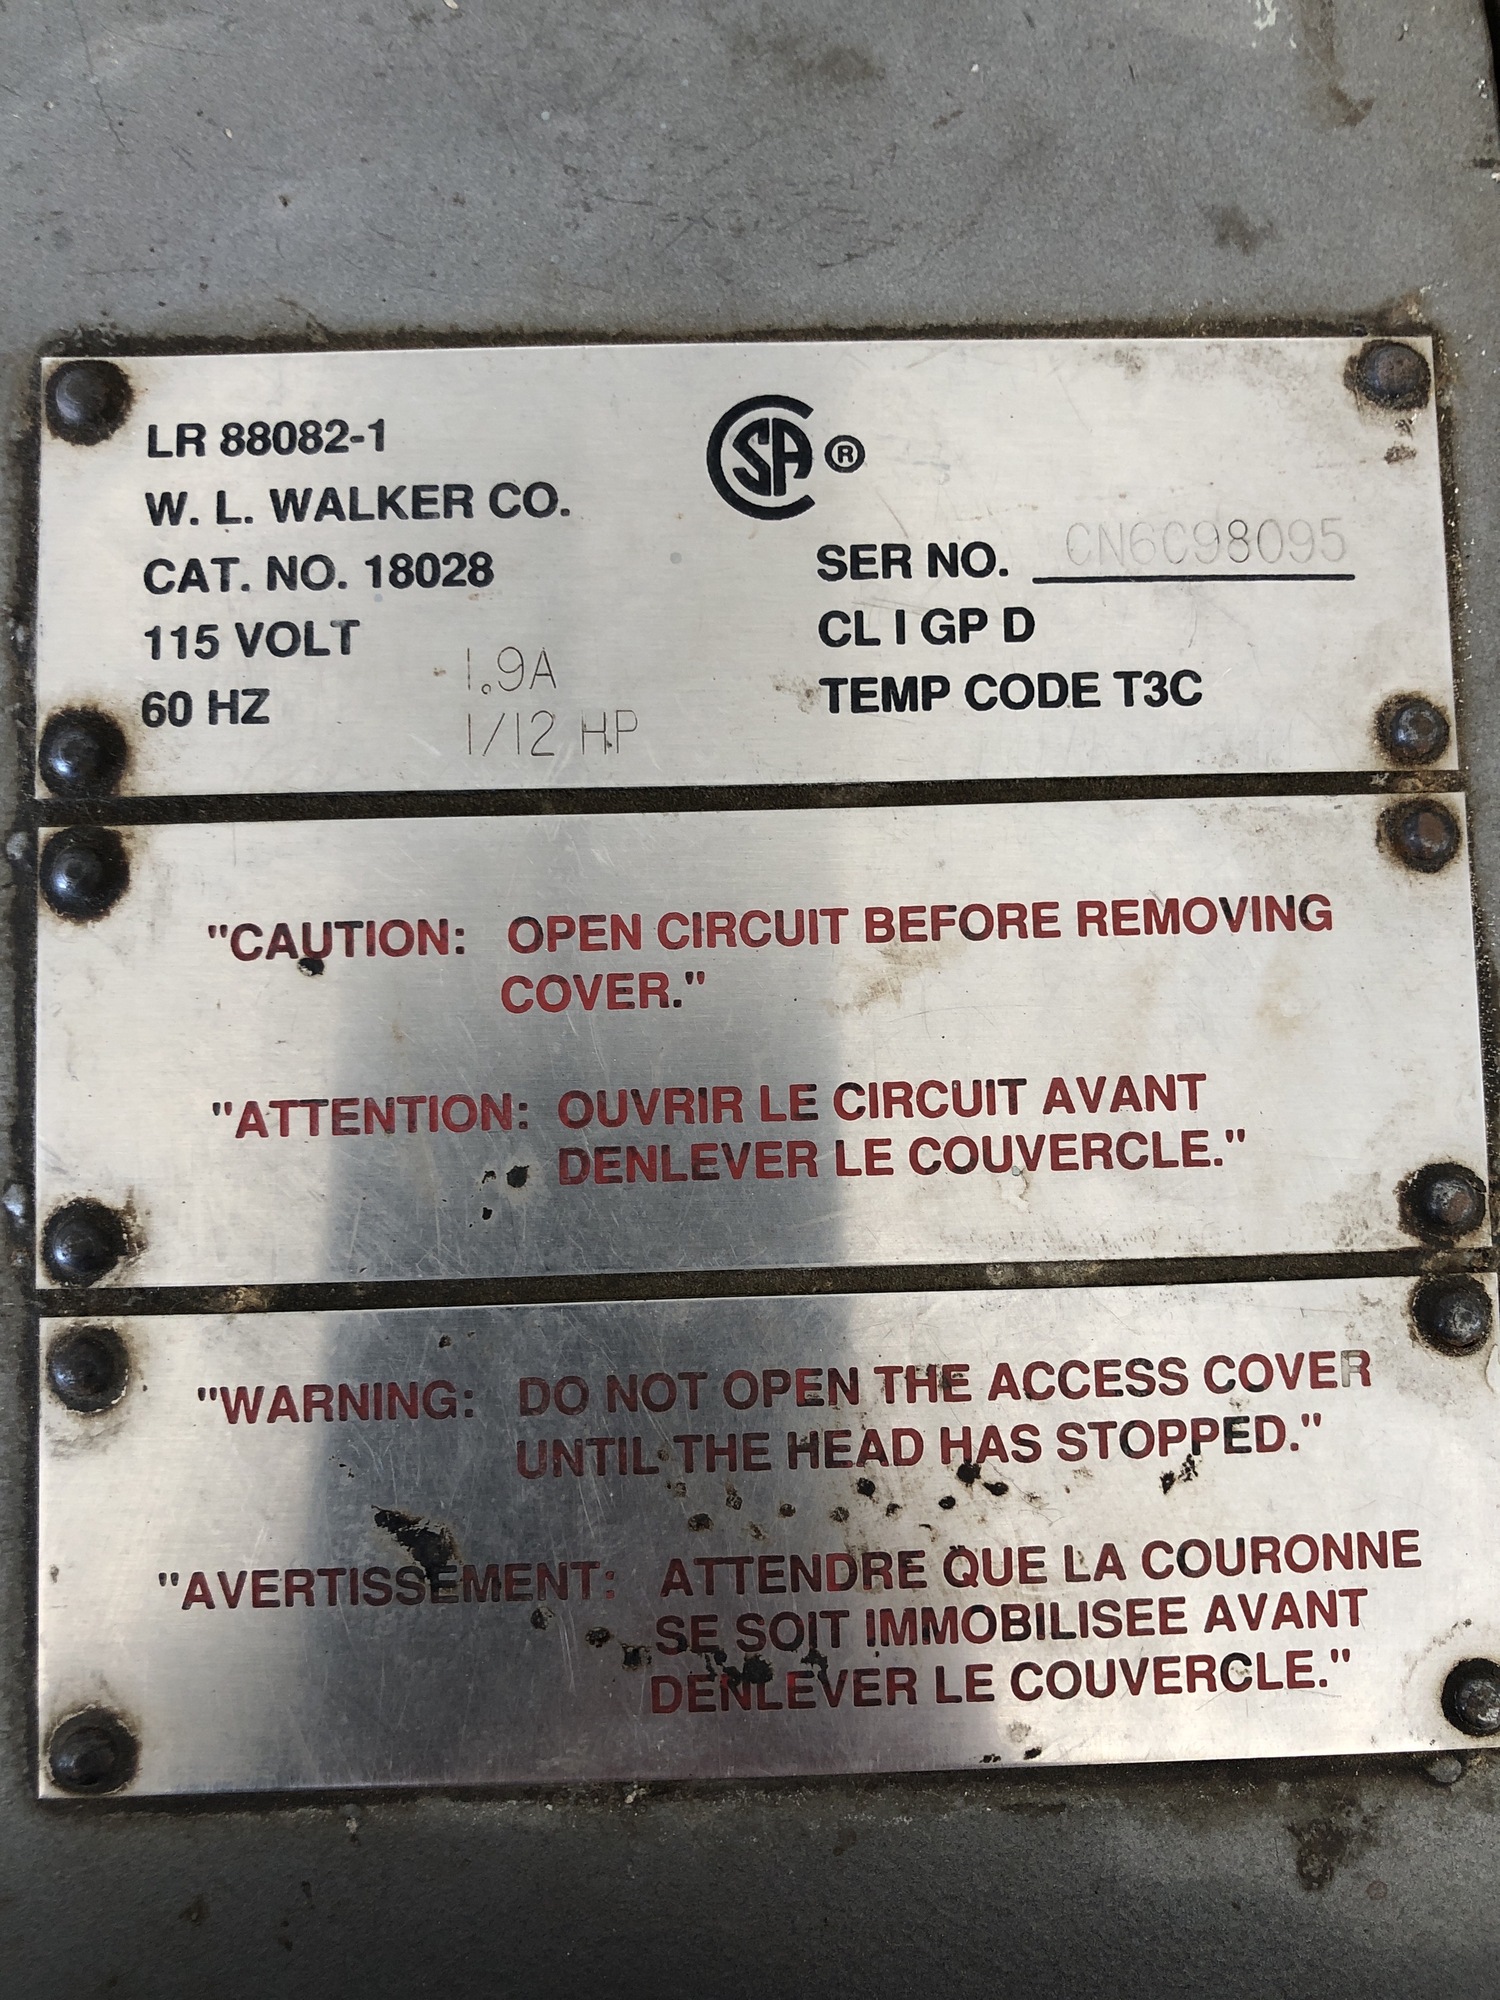 LR 88082-1
W. L. WALKER CO.
CAT. NO. 18028
115 VOLT
60 HZ
1.9A
1/12 HP
CSA ®
SER NO. CN6C98095
CL I GP D
TEMP CODE T3C
"CAUTION: OPEN CIRCUIT BEFORE REMOVING
COVER."
"ATTENTION: OUVRIR LE CIRCUIT AVANT
DENLEVER LE COUVERCLE."
"WARNING: DO NOT OPEN THE ACCESS COVER
UNTIL THE HEAD HAS STOPPED."
"AVERTISSEMENT: ATTENDRE QUE LA COURONNE
SE SOIT IMMOBILISEE AVANT
DENLEVER LE COUVERCLE."